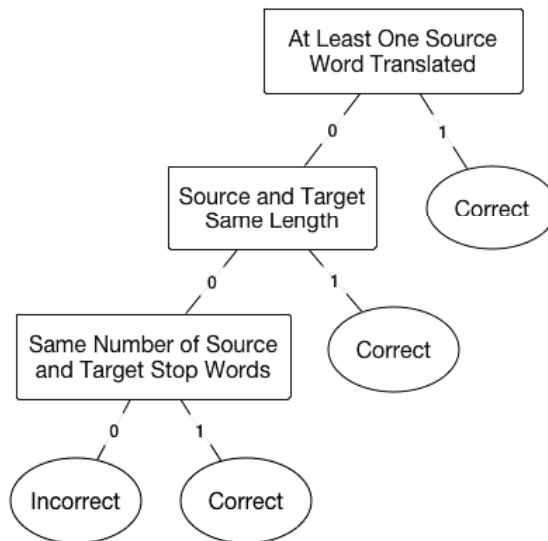 At Least One Source
Word Translated
0
1
Source and Target
Same Length
Correct
0
1
Same Number of Source
and Target Stop Words
Correct
0
1
Incorrect
Correct